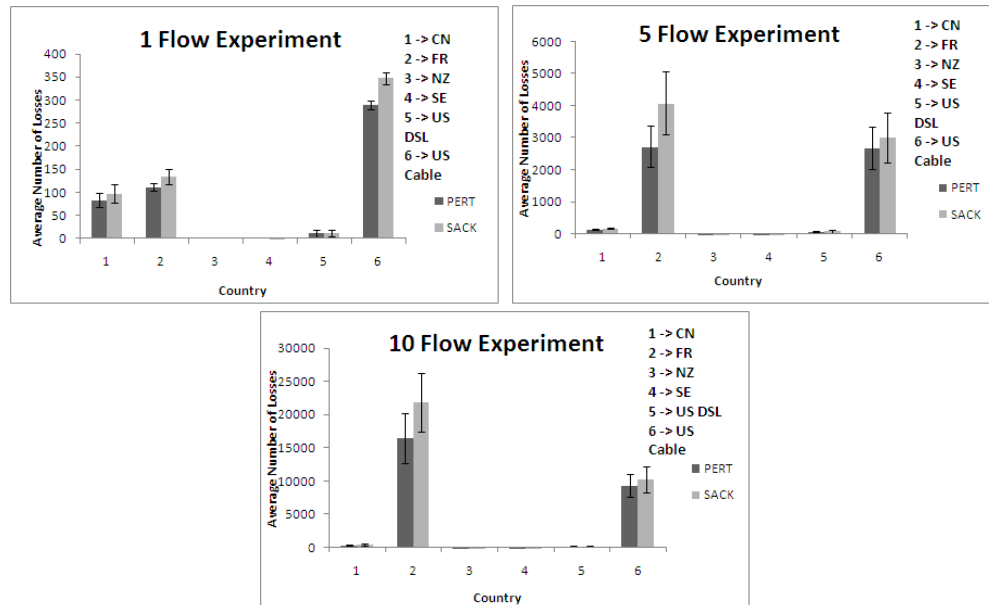 1 Flow Experiment
1 -> CN
2 -> FR
3 -> NZ
4 -> SE
5 -> US
DSL
6 -> US
Cable
PERT
SACK
Average Number of Losses
400
350
300
250
200
150
100
50
0
1 2 3 4 5 6
Country
5 Flow Experiment
1 -> CN
2 -> FR
3 -> NZ
4 -> SE
5 -> US
DSL
6 -> US
Cable
PERT
SACK
Average Number of Losses
6000
5000
4000
3000
2000
1000
0
1 2 3 4 5 6
Country
10 Flow Experiment
1 -> CN
2 -> FR
3 -> NZ
4 -> SE
5 -> US DSL
6 -> US
Cable
PERT
SACK
Average Number of Losses
30000
25000
20000
15000
10000
5000
0
1 2 3 4 5 6
Country